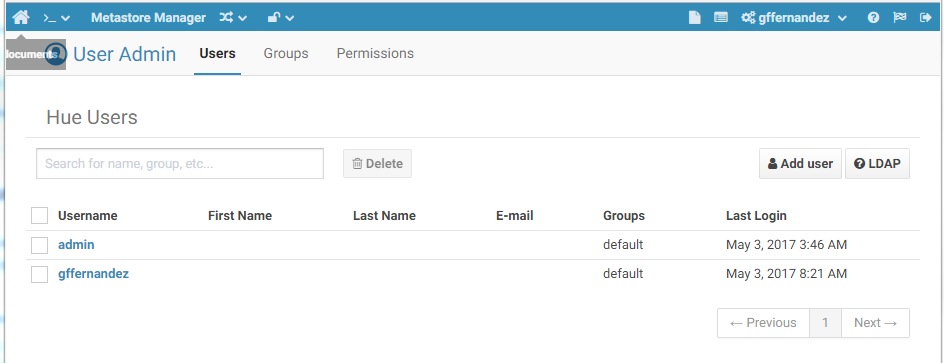 Metastore Manager gffernandez
documents
User Admin Users Groups Permissions
Hue Users
Search for name, group, etc...
Delete
Add user
LDAP
Username First Name Last Name E-mail Groups Last Login
admin default May 3, 2017 3:46 AM
gffernandez default May 3, 2017 8:21 AM
← Previous 1 Next →